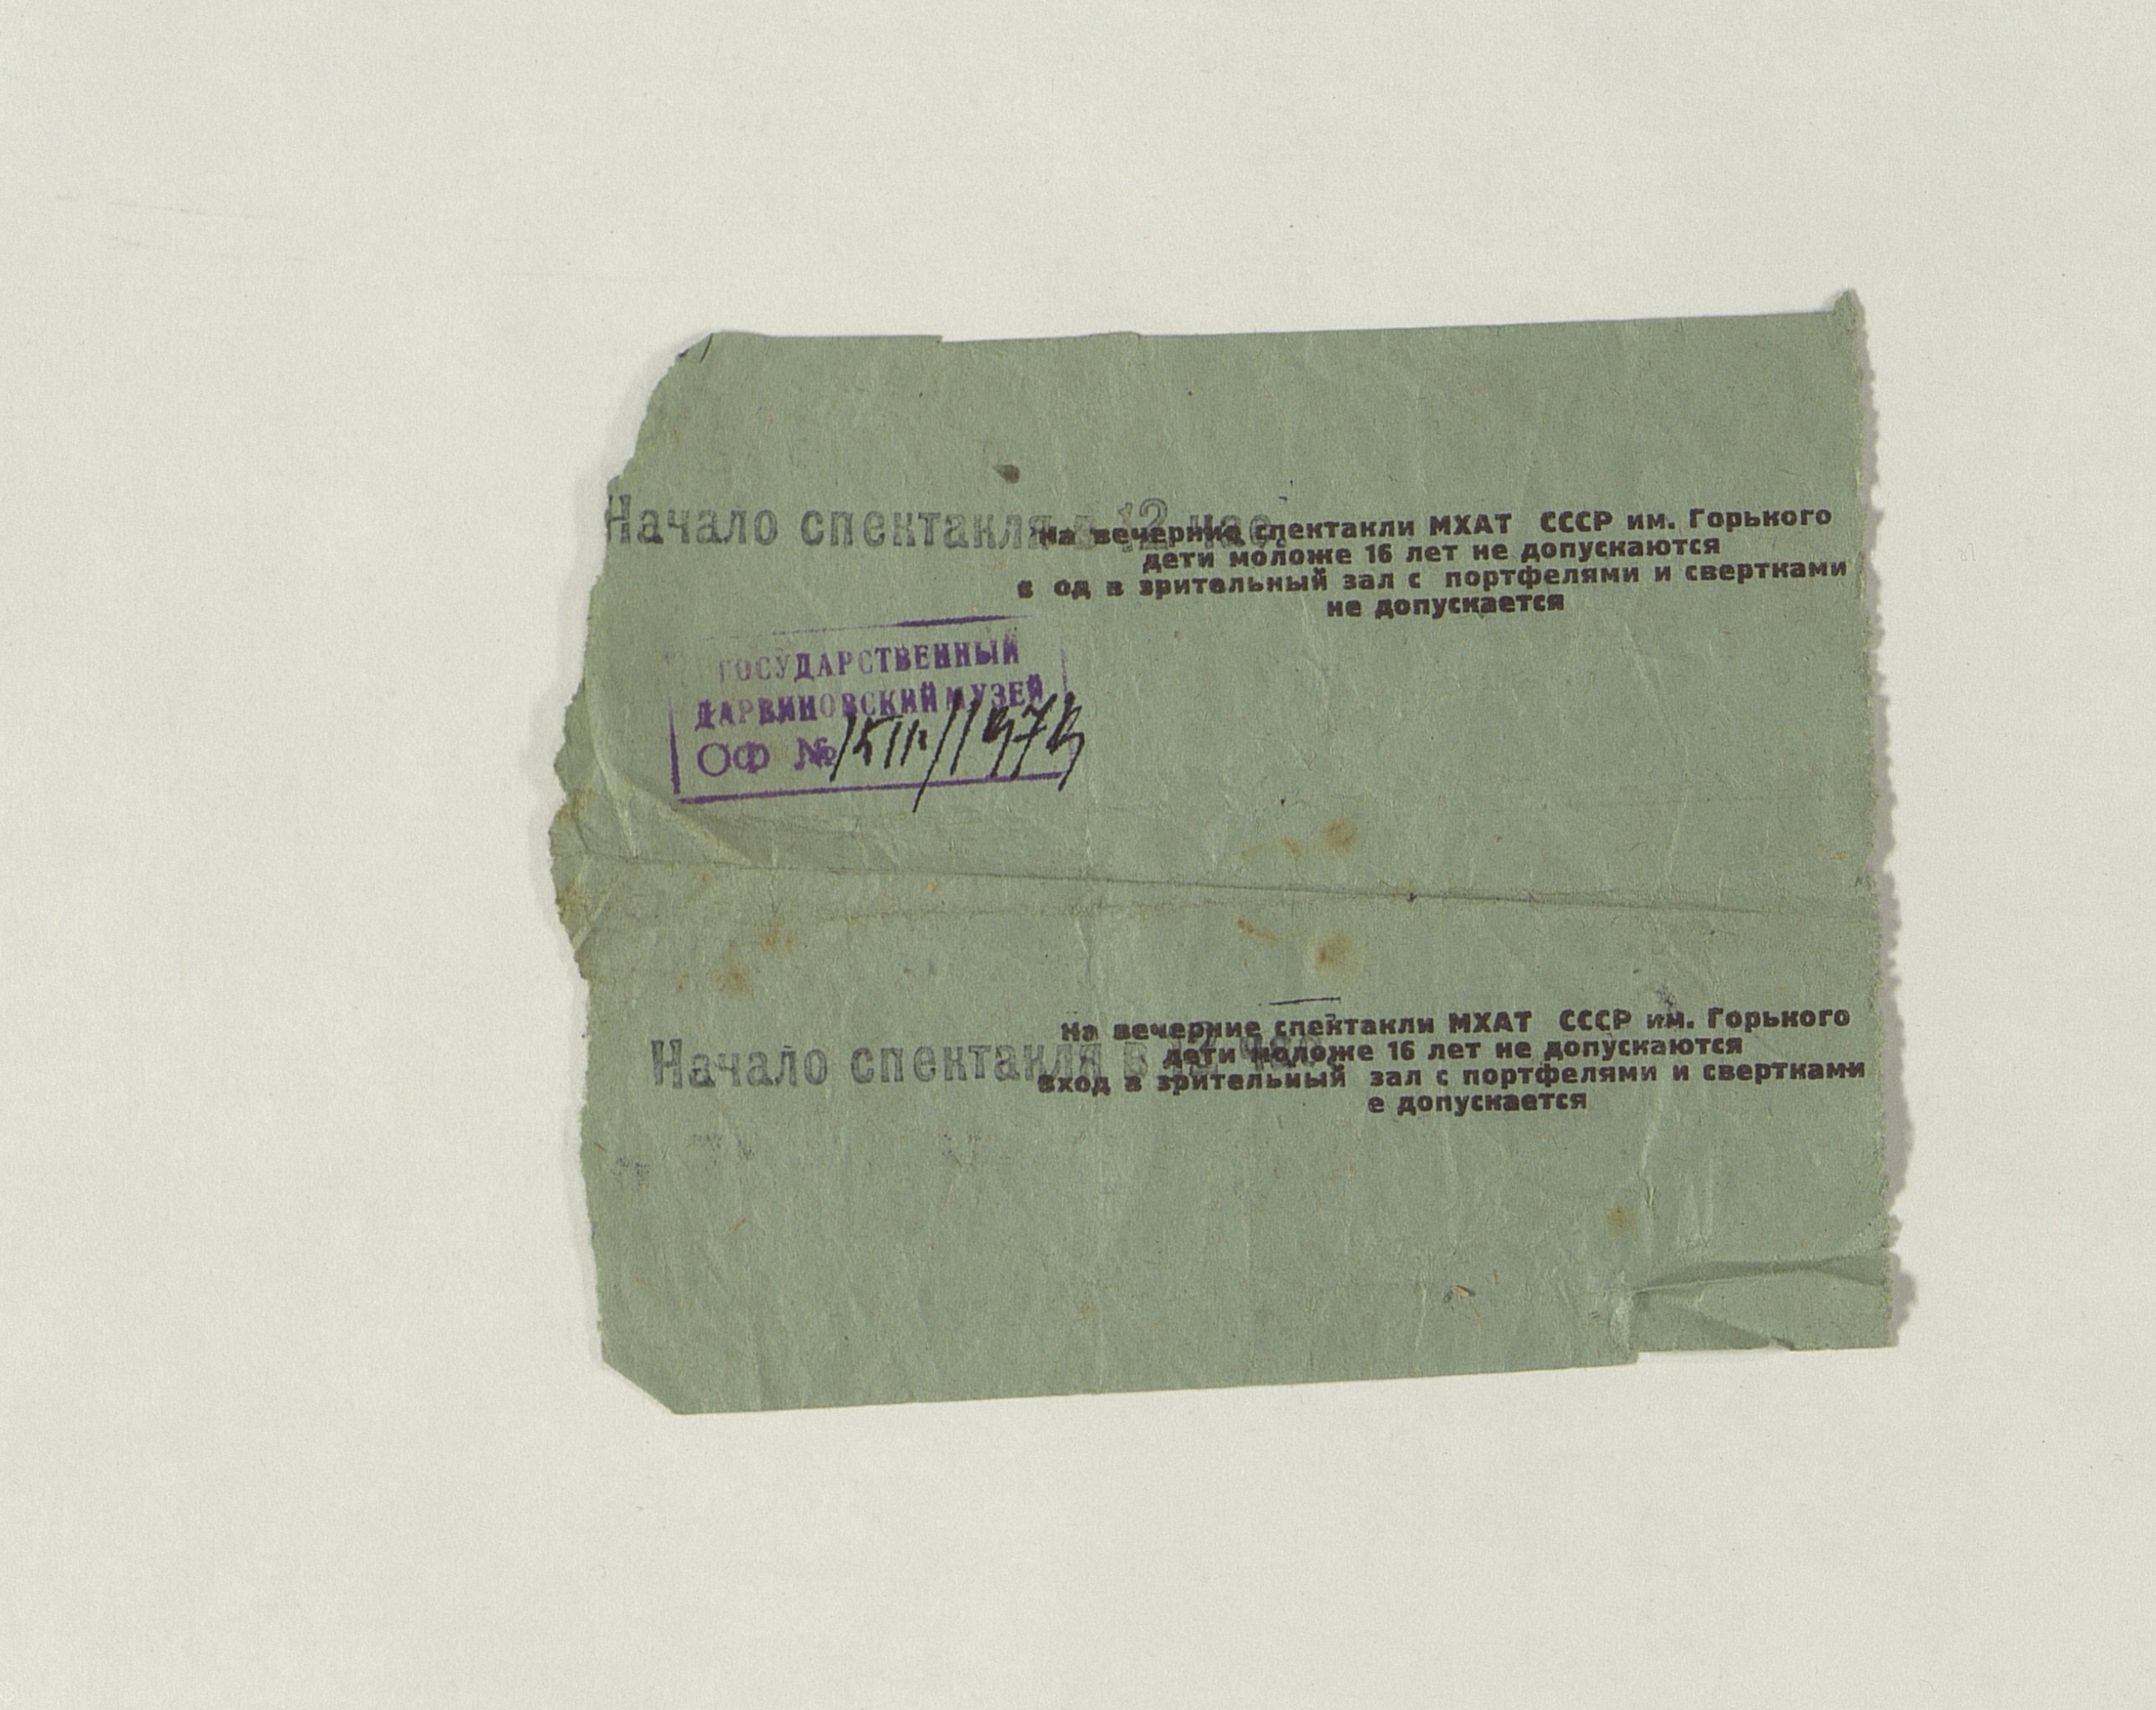 Начало спектакля в 12 час.
На вечерние спектакли МХАТ СССР им. Горького
дети моложе 16 лет не допускаются
в од в зрительный зал с портфелями и свертками
не допускается
ГОСУДАРСТВЕННЫЙ
ДАРВИНОВСКИЙ МУЗЕЙ
ОФ №
На вечерние спектакли МХАТ СССР им. Горького
Начало спектакля в 12 час
дети моложе 16 лет не допускаются
вход в зрительный зал с портфелями и свертками
е допускается